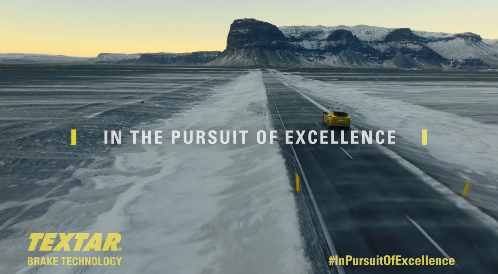 IN THE PURSUIT OF EXCELLENCE
TEXTAR
BRAKE TECHNOLOGY
#InPursuitOfExcellence